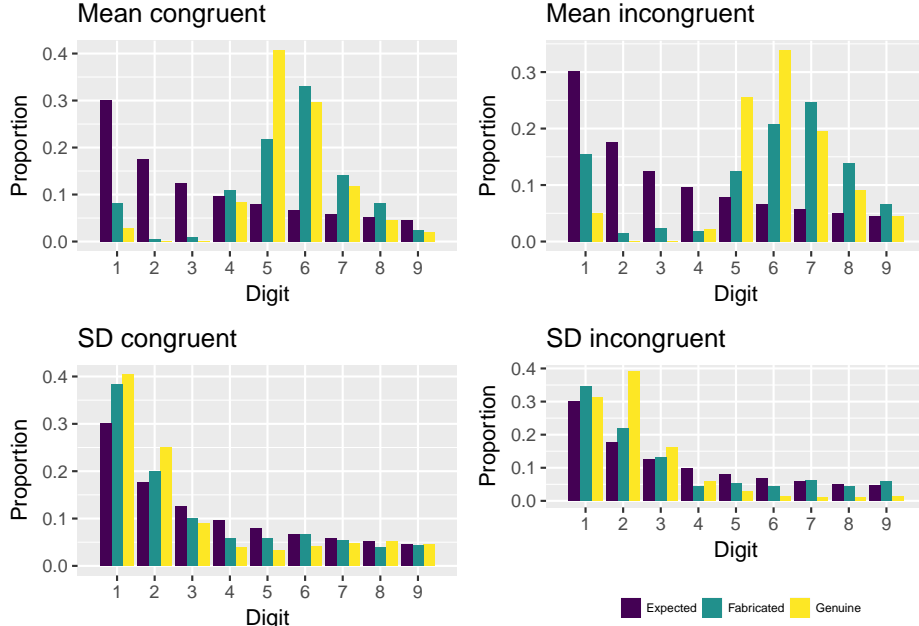 Mean congruent
Proportion
0.4
0.3
0.2
0.1
0.0
1 2 3 4 5 6 7 8 9
Digit
Mean incongruent
Proportion
0.3
0.2
0.1
0.0
1 2 3 4 5 6 7 8 9
Digit
SD congruent
Proportion
0.4
0.3
0.2
0.1
0.0
1 2 3 4 5 6 7 8 9
Digit
SD incongruent
Proportion
0.4
0.3
0.2
0.1
0.0
1 2 3 4 5 6 7 8 9
Digit
Expected Fabricated Genuine